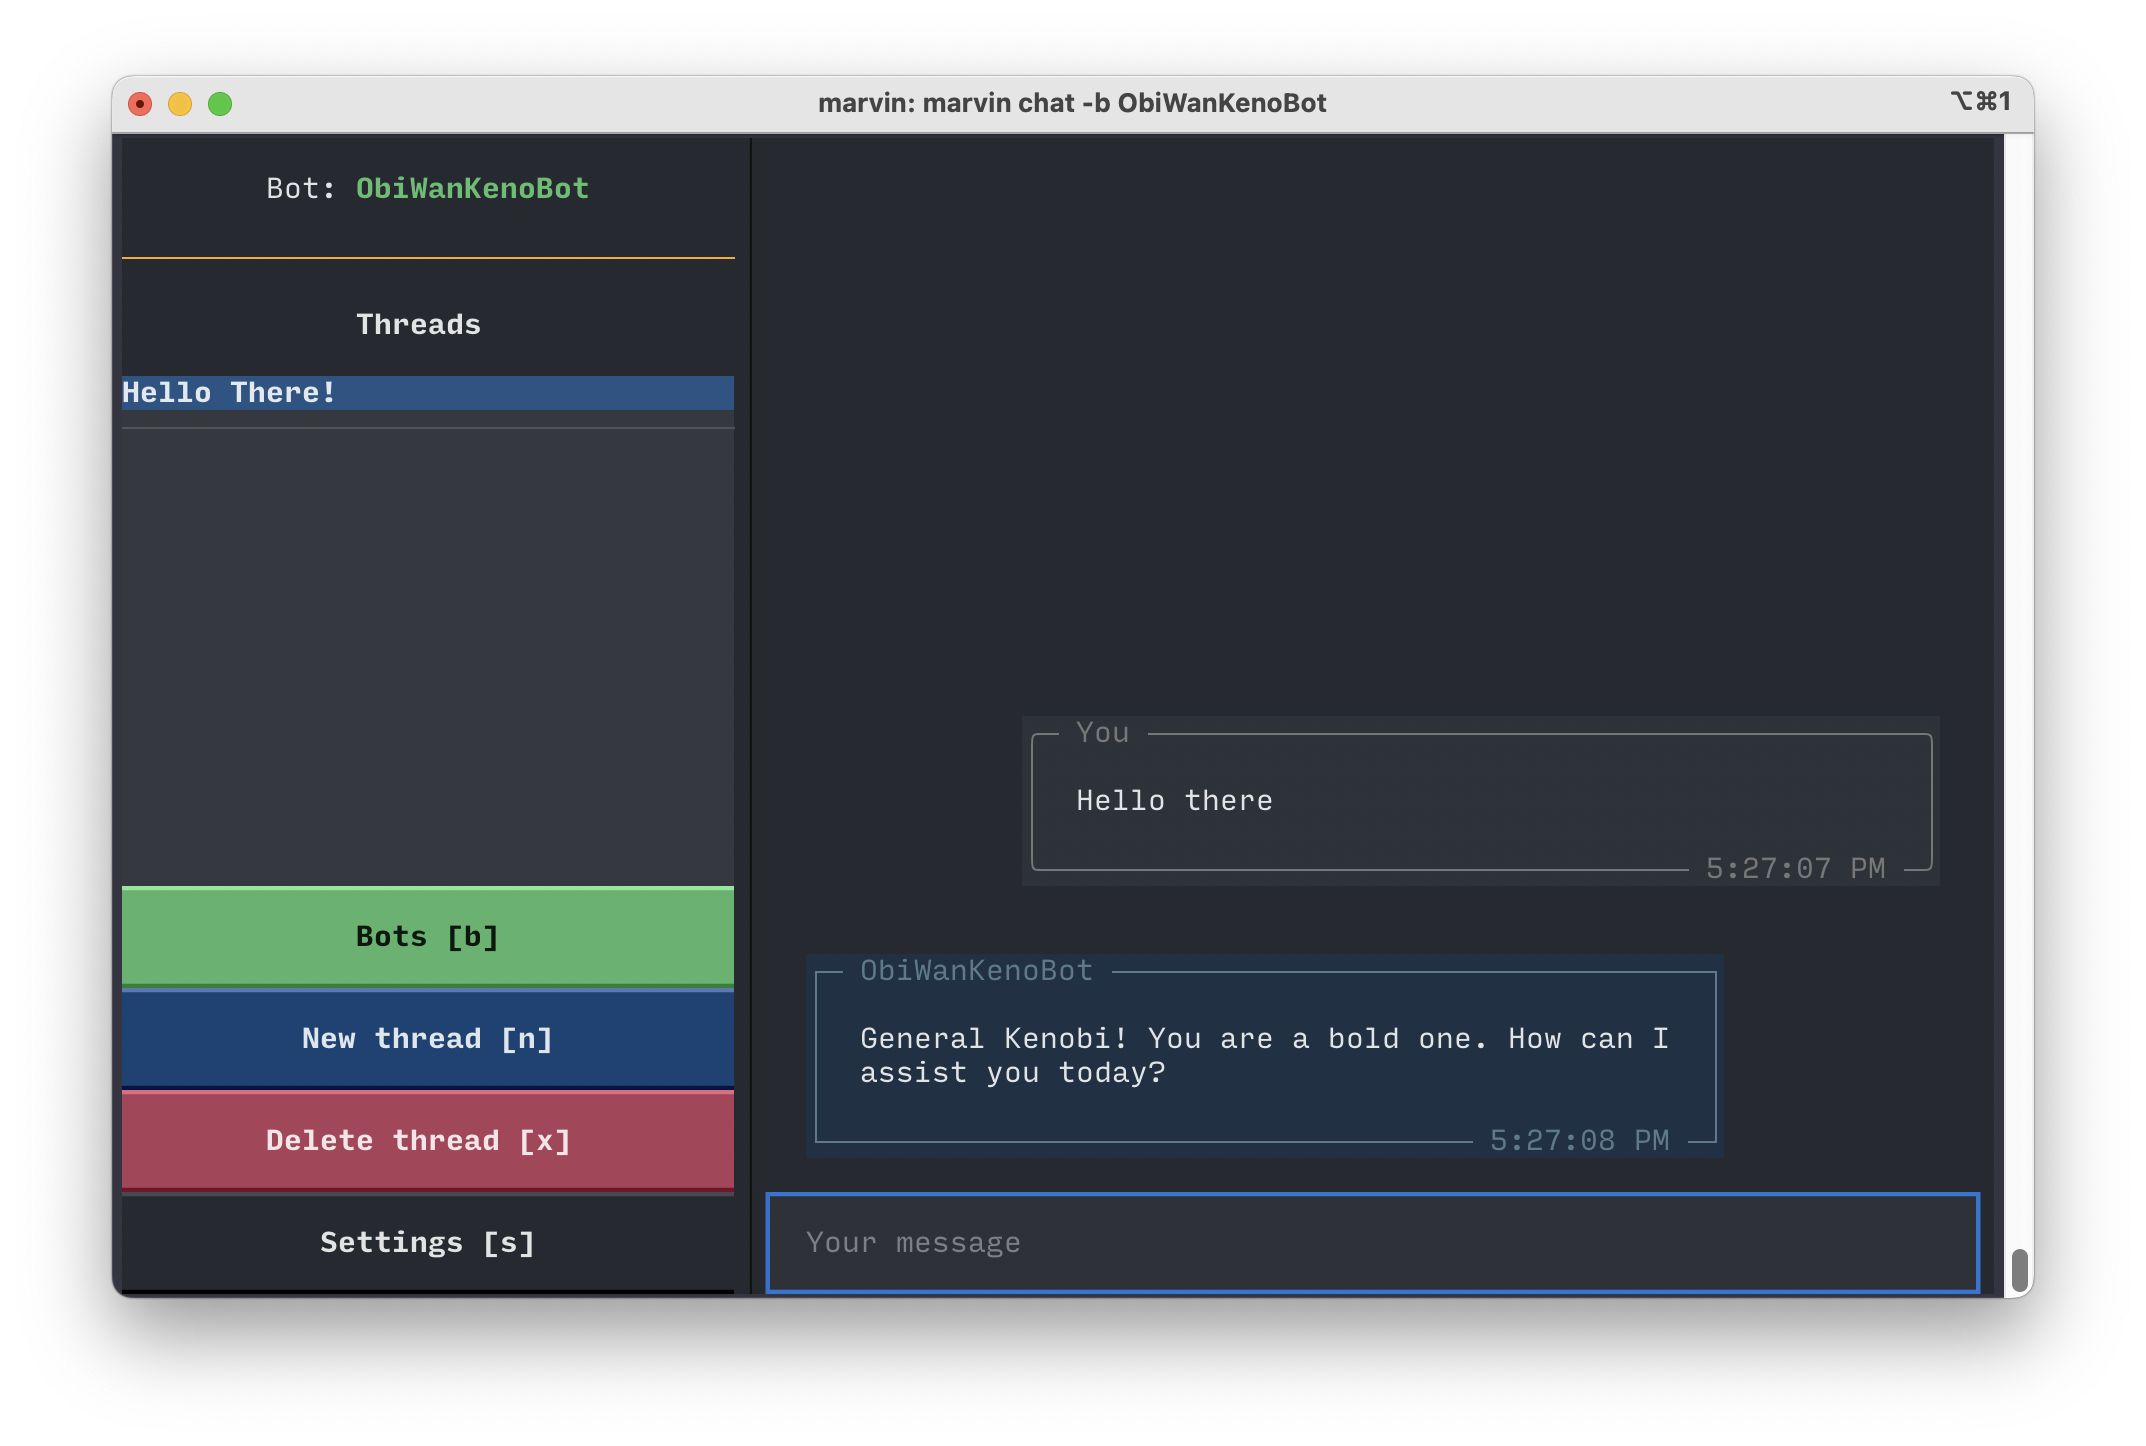 marvin: marvin chat -b ObiWanKenoBot
⌥⌘1
Bot: ObiWanKenoBot
Threads
Hello There!
Bots [b]
New thread [n]
Delete thread [x]
Settings [s]
You
Hello there
5:27:07 PM
ObiWanKenoBot
General Kenobi! You are a bold one. How can I
assist you today?
5:27:08 PM
Your message